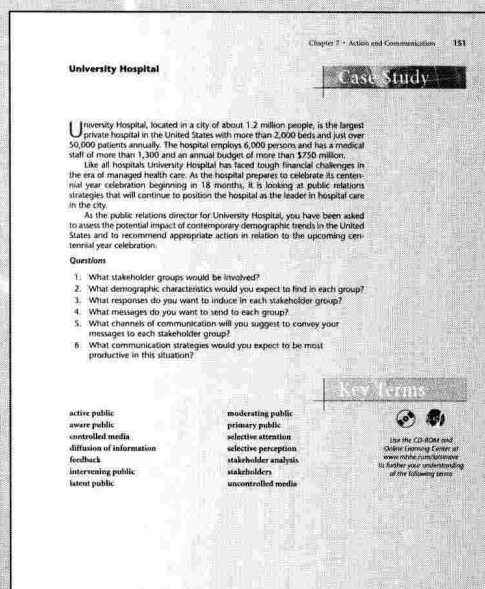 Chapter 7 • Action and Communication 151
University Hospital
Case Study
University Hospital, located in a city of about 1.2 million people, is the largest
private hospital in the United States with more than 2,000 beds and just over
50,000 patients annually. The hospital employs 6,000 persons and has a medical
staff of more than 1,300 and an annual budget of more than $750 million.
Like all hospitals University Hospital has faced tough financial challenges in
the era of managed health care. As the hospital prepares to celebrate its centen-
nial year celebration beginning in 18 months, it is looking at public relations
strategies that will continue to position the hospital as the leader in hospital care
in the city.
As the public relations director for University Hospital, you have been asked
to assess the potential impact of contemporary demographic trends in the United
States and to recommend appropriate action in relation to the upcoming cen-
tennial year celebration.
Questions
1. What stakeholder groups would be involved?
2. What demographic characteristics would you expect to find in each group?
3. What responses do you want to induce in each stakeholder group?
4. What messages do you want to send to each group?
5. What channels of communication will you suggest to convey your
messages to each stakeholder group?
6. What communication strategies would you expect to be most
productive in this situation?
Key Terms
active public
aware public
controlled media
diffusion of information
feedback
intervening public
latent public
moderating public
primary public
selective attention
selective perception
stakeholder analysis
stakeholders
uncontrolled media
Use the CD-ROM and
Online Learning Center at
www.mhhe.com/lattimore
to further your understanding
of the following terms